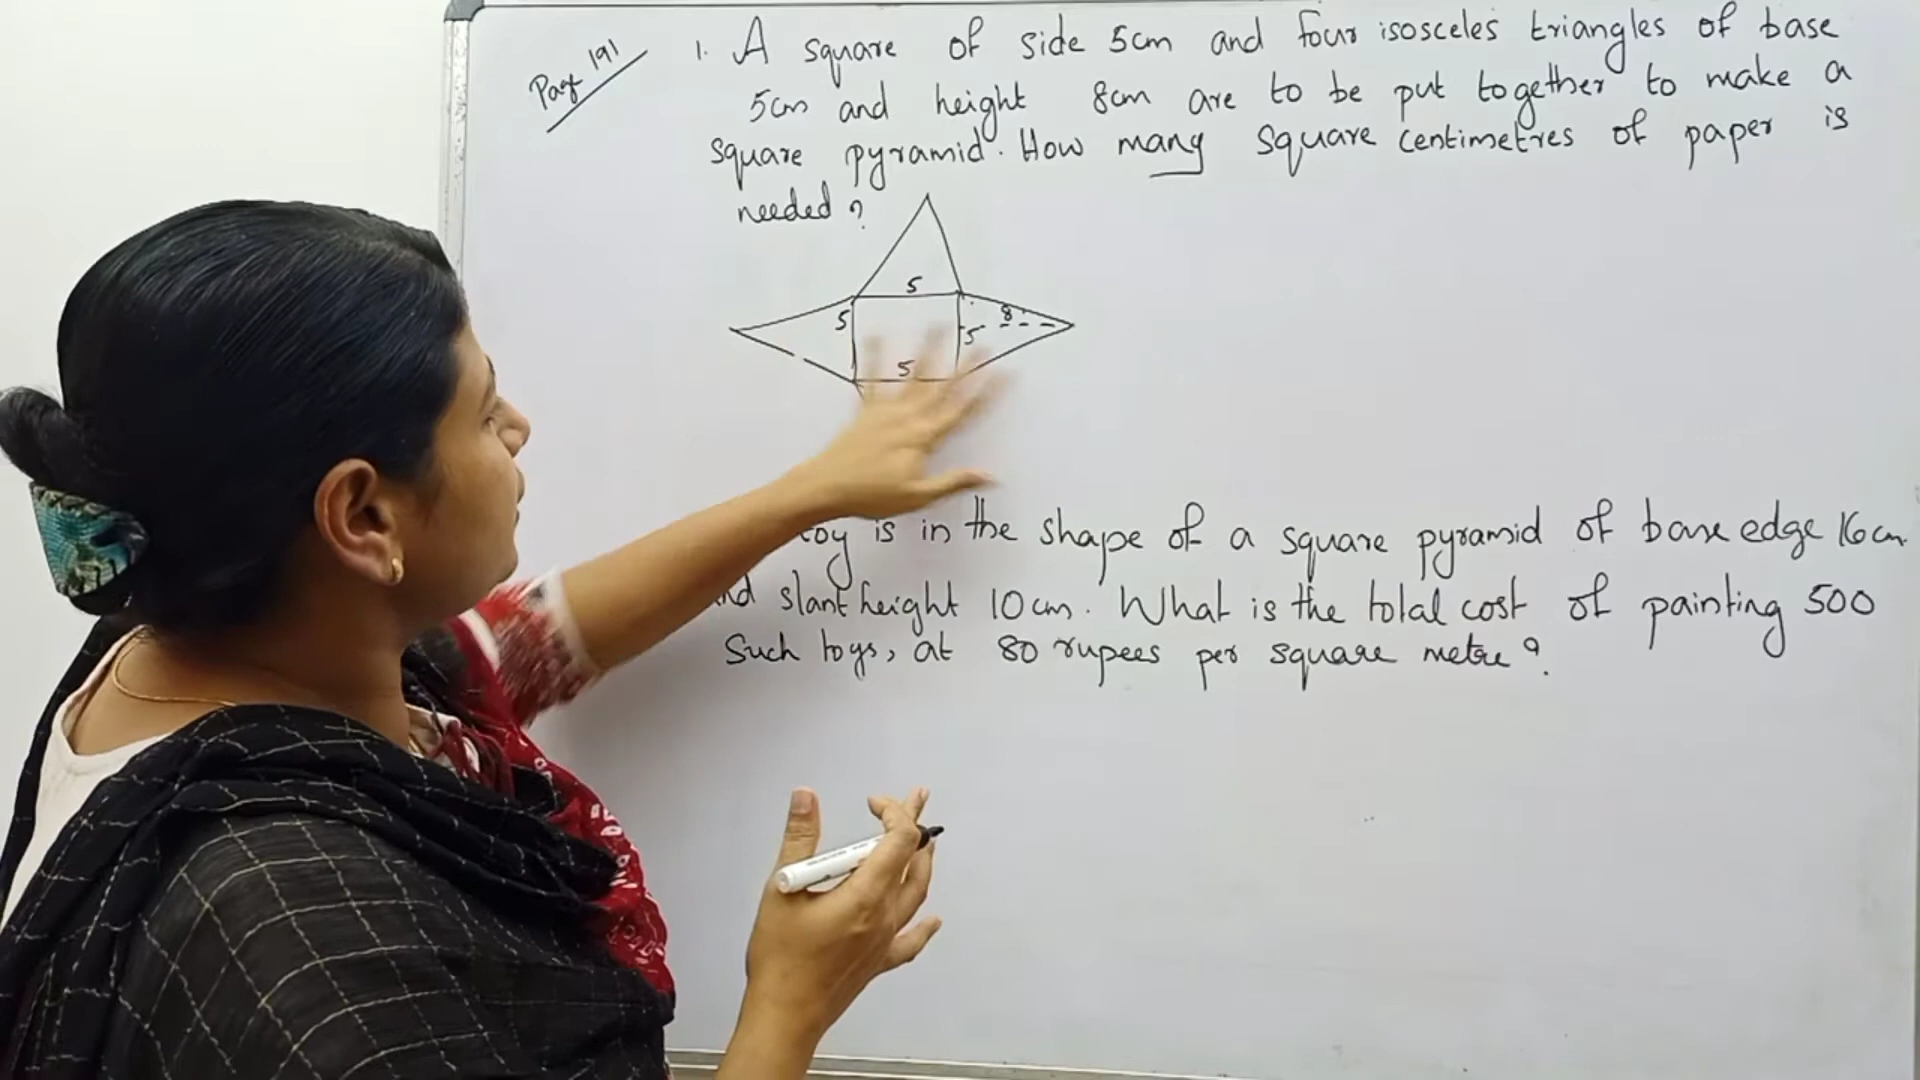 Page 191
1. A square of side 5cm and four isosceles triangles of base
5cm and height 8cm are to be put together to make a
square pyramid. How many square centimetres of paper is
needed ?
5
5
8
5
5
toy is in the shape of a square pyramid of base edge 16cm
nd slant height 10cm. What is the total cost of painting 500
Such toys, at 80 rupees per square metre ?